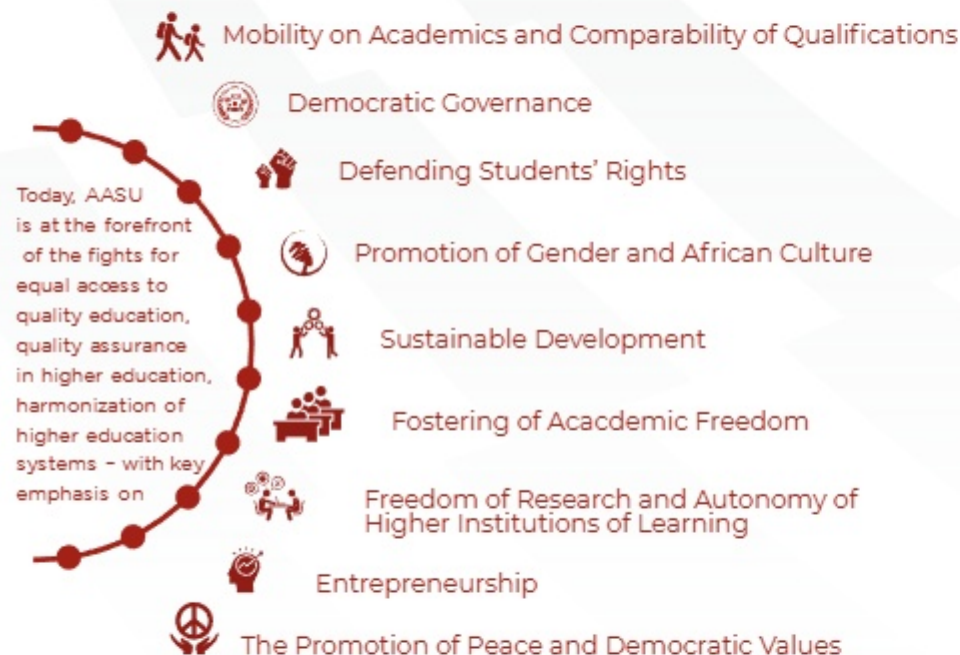 Mobility on Academics and Comparability of Qualifications
Democratic Governance
Defending Students' Rights
Today, AASU
is at the forefront
of the fights for
equal access to
quality education,
quality assurance
in higher education,
harmonization of
higher education
systems – with key
emphasis on
Promotion of Gender and African Culture
Sustainable Development
Fostering of Acacdemic Freedom
Freedom of Research and Autonomy of
Higher Institutions of Learning
Entrepreneurship
The Promotion of Peace and Democratic Values